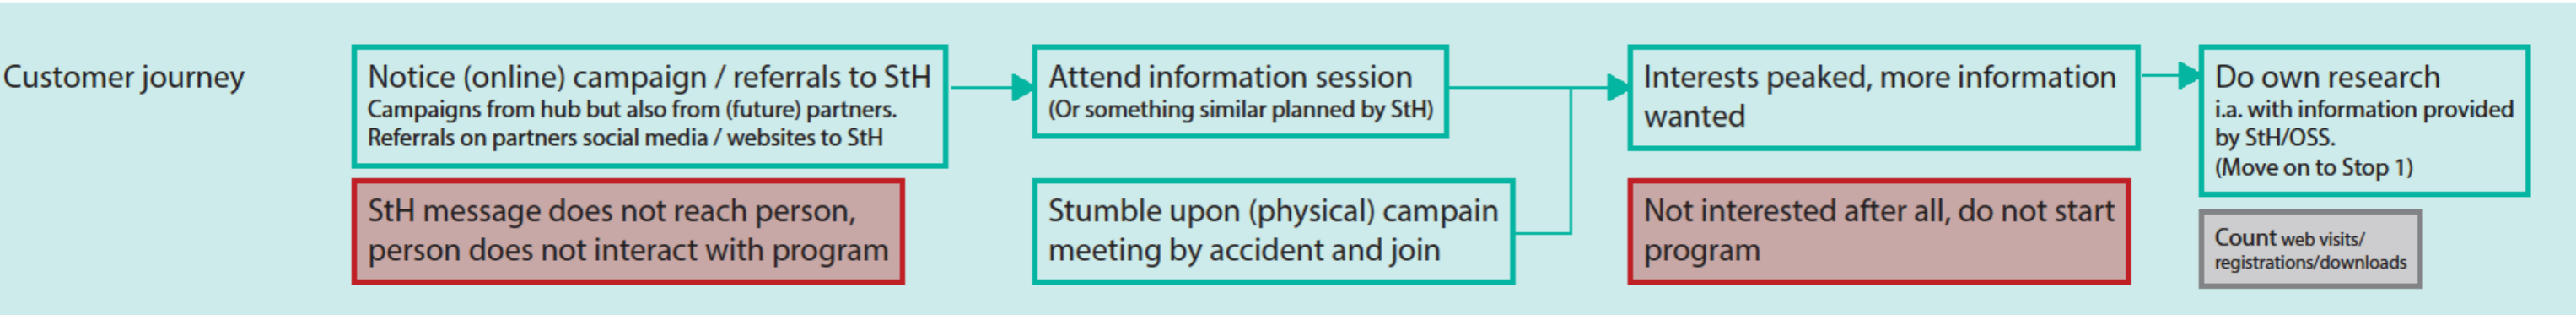 Customer journey
Notice (online) campaign / referrals to StH
Campaigns from hub but also from (future) partners.
Referrals on partners social media / websites to StH
StH message does not reach person,
person does not interact with program
Attend information session
(Or something similar planned by StH)
Stumble upon (physical) campain
meeting by accident and join
Interests peaked, more information
wanted
Not interested after all, do not start
program
Do own research
i.a. with information provided
by StH/OSS.
(Move on to Stop 1)
Count web visits/
registrations/downloads